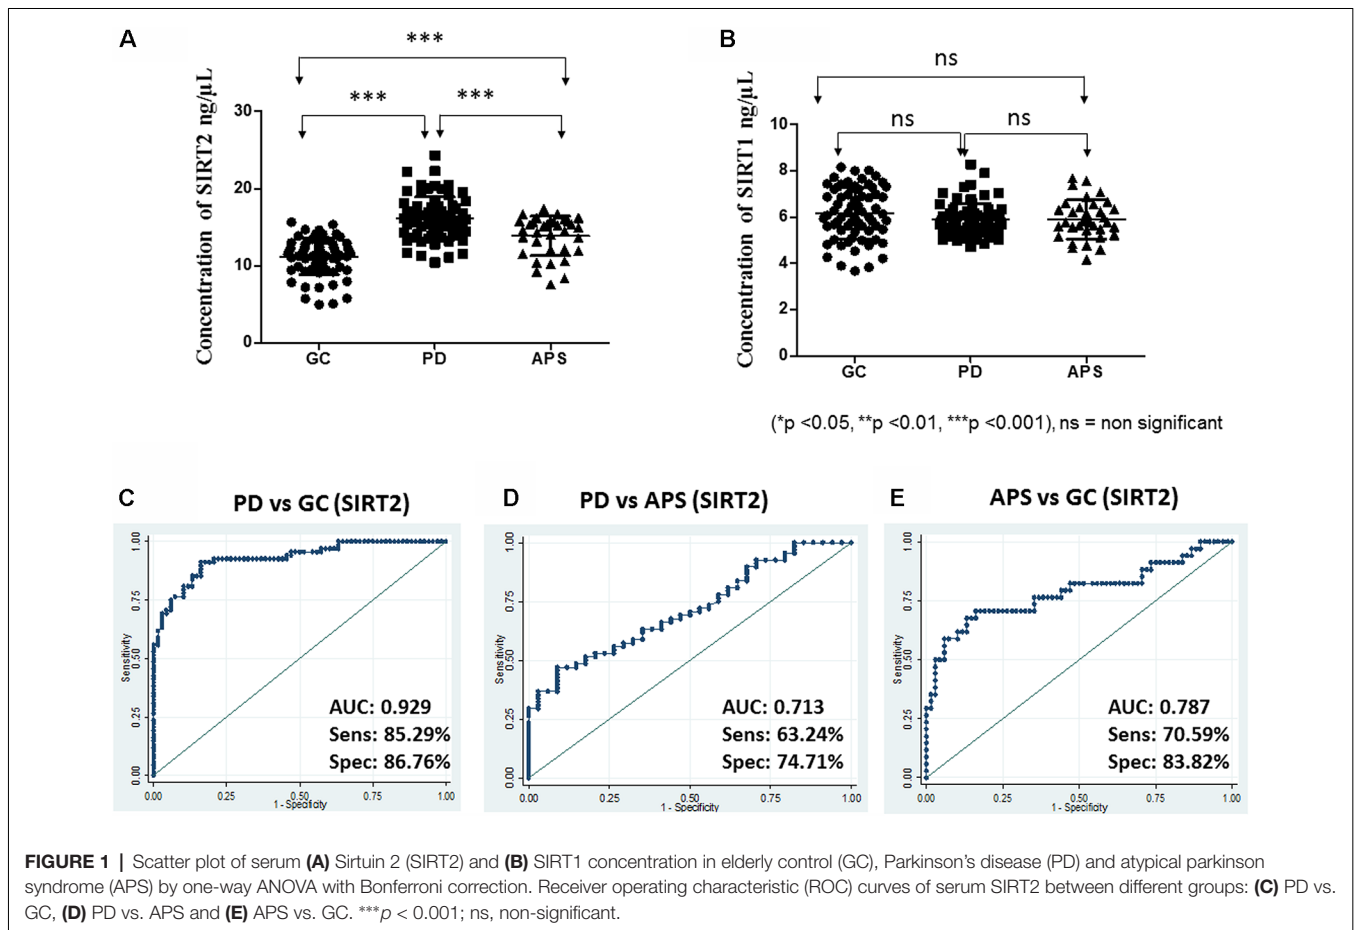 A
B
***
***
***
Concentration of SIRT2 ng/µL
30
20
10
0
GC
PD
APS
ns
ns
ns
Concentration of SIRT1 ng/µL
10
8
6
4
2
0
GC
PD
APS
(*p <0.05, **p <0.01, ***p <0.001), ns = non significant
C
PD vs GC (SIRT2)
Sensitivity
1.00
0.75
0.50
0.25
0.00
AUC: 0.929
Sens: 85.29%
Spec: 86.76%
0.00 0.25 0.50 0.75 1.00
1 - Specificity
D
PD vs APS (SIRT2)
Sensitivity
1.00
0.75
0.50
0.25
0.00
AUC: 0.713
Sens: 63.24%
Spec: 74.71%
0.00 0.25 0.50 0.75 1.00
1 - Specificity
E
APS vs GC (SIRT2)
Sensitivity
1.00
0.75
0.50
0.25
0.00
AUC: 0.787
Sens: 70.59%
Spec: 83.82%
0.00 0.25 0.50 0.75 1.00
1 - Specificity
FIGURE 1 | Scatter plot of serum (A) Sirtuin 2 (SIRT2) and (B) SIRT1 concentration in elderly control (GC), Parkinson's disease (PD) and atypical parkinson
syndrome (APS) by one-way ANOVA with Bonferroni correction. Receiver operating characteristic (ROC) curves of serum SIRT2 between different groups: (C) PD vs.
GC, (D) PD vs. APS and (E) APS vs. GC. ***p < 0.001; ns, non-significant.